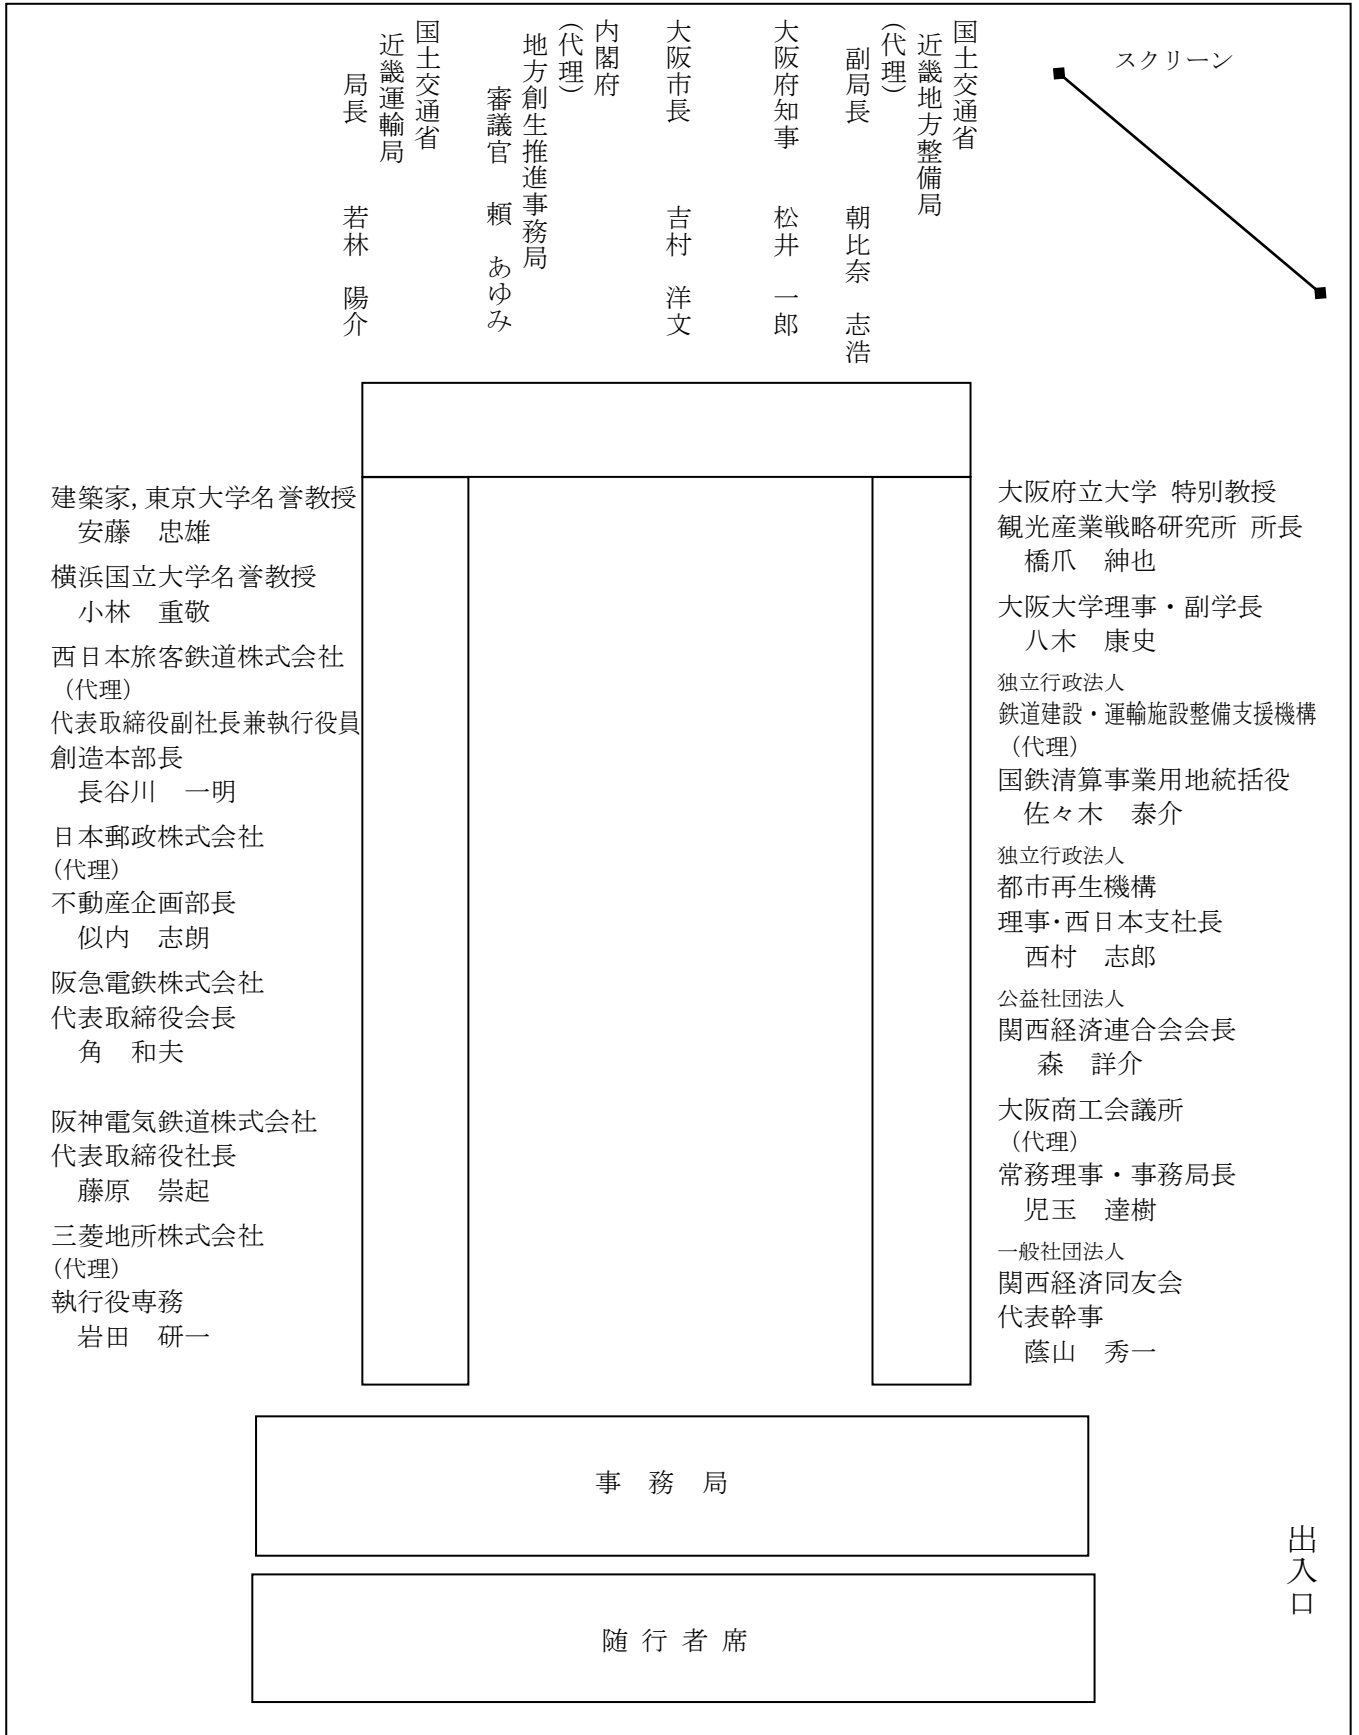 スクリーン
国土交通省
近畿地方整備局
(代理)
副局長　朝比奈　志浩
大阪府知事　松井　一郎
大阪市長　吉村　洋文
内閣府
(代理)
地方創生推進事務局
審議官　頼　あゆみ
国土交通省
近畿運輸局
局長　若林　陽介
建築家,東京大学名誉教授
安藤　忠雄
横浜国立大学名誉教授
小林　重敬
西日本旅客鉄道株式会社
(代理)
代表取締役副社長兼執行役員
創造本部長
長谷川　一明
日本郵政株式会社
(代理)
不動産企画部長
似内　志朗
阪急電鉄株式会社
代表取締役会長
角　和夫
阪神電気鉄道株式会社
代表取締役社長
藤原　崇起
三菱地所株式会社
(代理)
執行役専務
岩田　研一
大阪府立大学 特別教授
観光産業戦略研究所 所長
橋爪　紳也
大阪大学理事・副学長
八木　康史
独立行政法人
鉄道建設・運輸施設整備支援機構
(代理)
国鉄清算事業用地統括役
佐々木　泰介
独立行政法人
都市再生機構
理事・西日本支社長
西村　志郎
公益社団法人
関西経済連合会会長
森　詳介
大阪商工会議所
(代理)
常務理事・事務局長
児玉　達樹
一般社団法人
関西経済同友会
代表幹事
蔭山　秀一
事　務　局
随 行 者 席
出入口